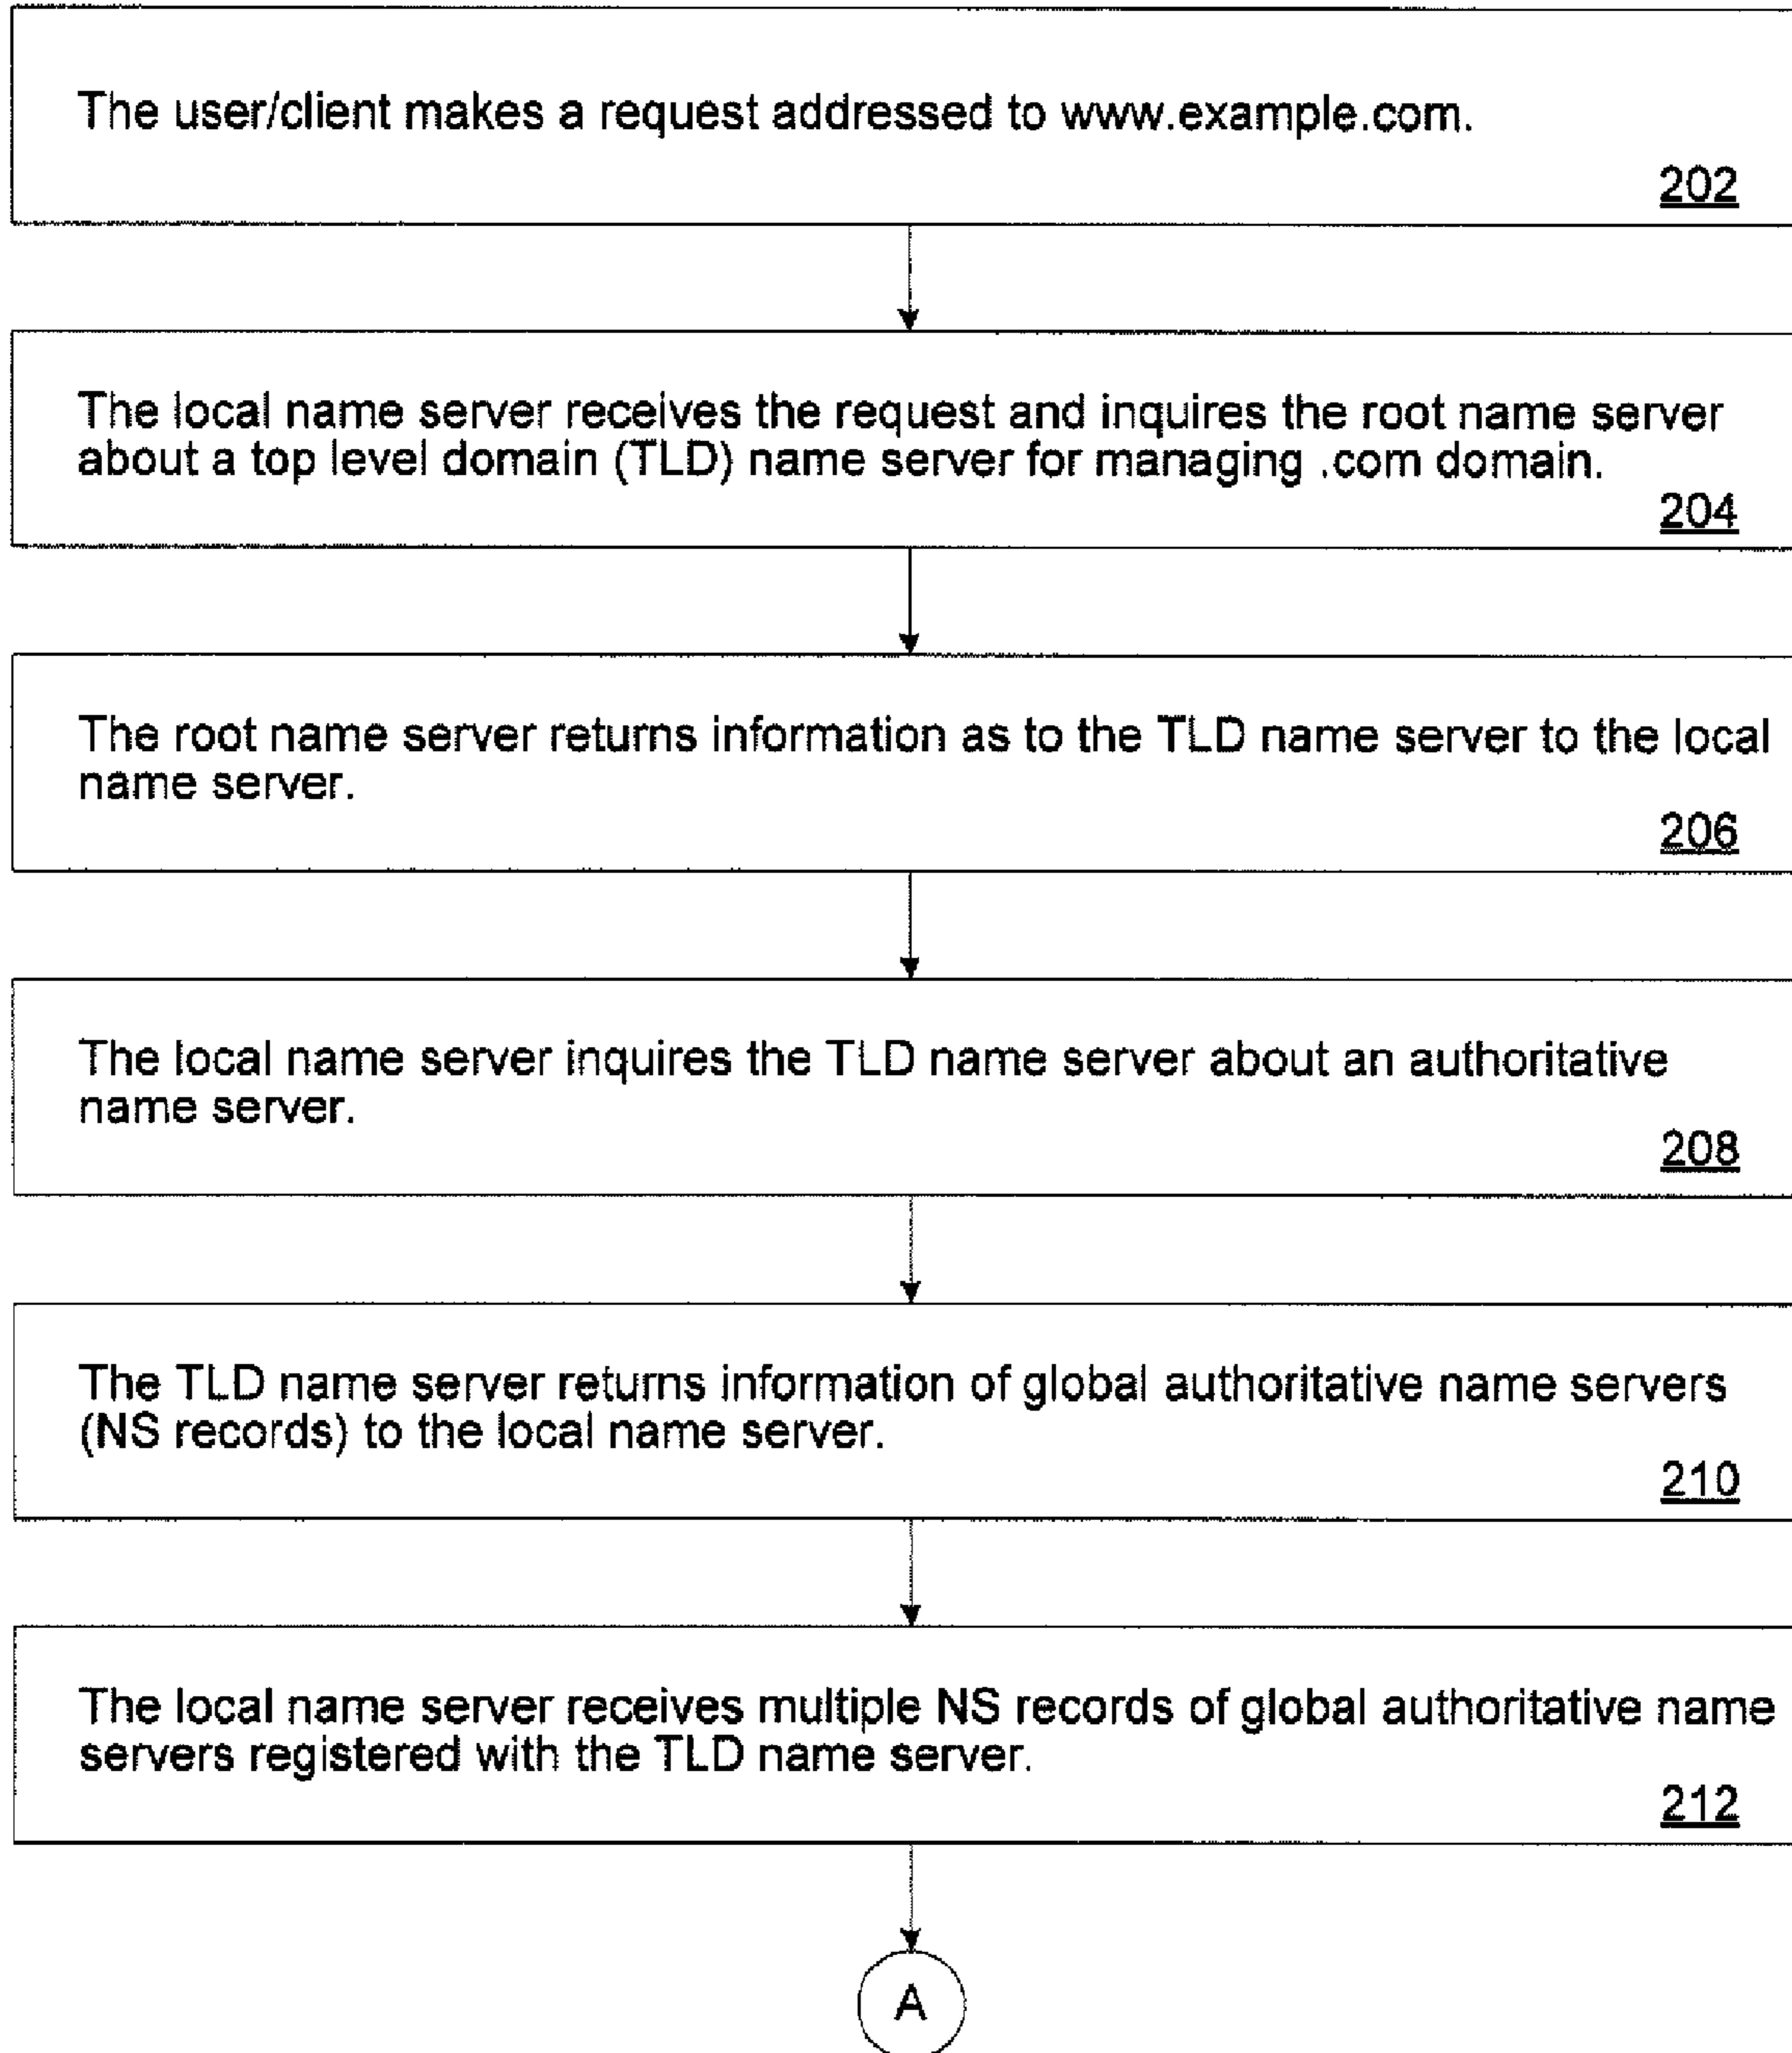 The user/client makes a request addressed to www.example.com.
202
The local name server receives the request and inquires the root name server
about a top level domain (TLD) name server for managing .com domain.
204
The root name server returns information as to the TLD name server to the local
name server.
206
The local name server inquires the TLD name server about an authoritative
name server.
208
The TLD name server returns information of global authoritative name servers
(NS records) to the local name server.
210
The local name server receives multiple NS records of global authoritative name
servers registered with the TLD name server.
212
A